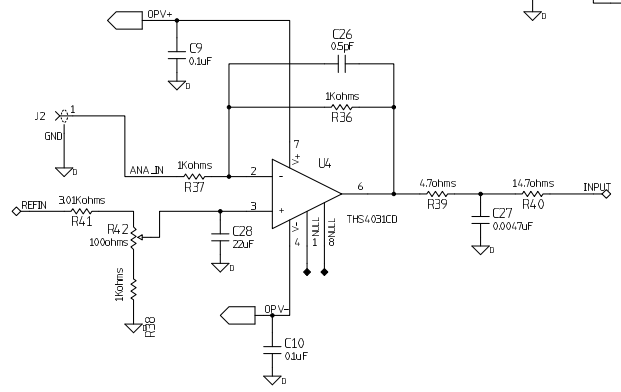 D
OPV+
C9
0.1uF
D
C26
0.5pF
1Kohms
R36
J2
1
GND
D
ANA_IN
1Kohms
R37
2
7
V+
U4
-
6
4.7ohms
R39
14.7ohms
R40
INPUT
REFIN
3.01Kohms
R41
R42
100ohms
3
+
V-
4
NULL
1
NULL
8
THS4031CD
C28
22uF
D
C27
0.0047uF
D
1Kohms
R38
D
OPV-
C10
0.1uF
D